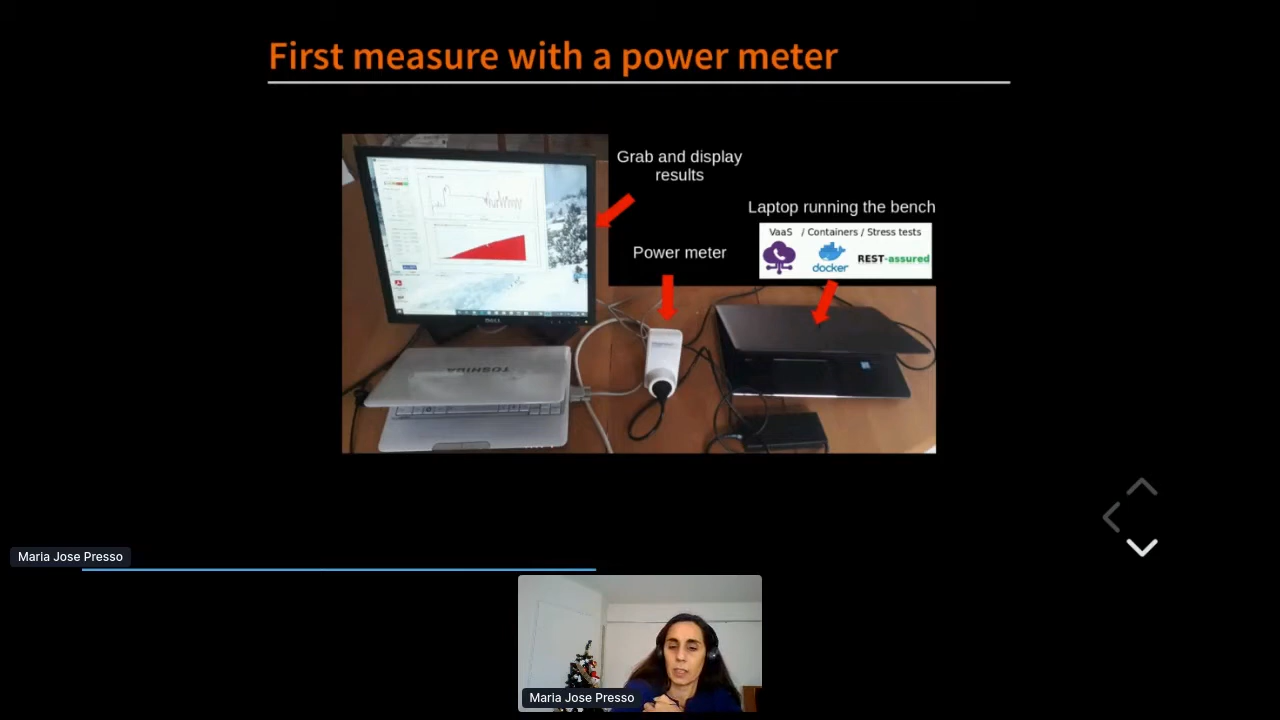 First measure with a power meter
Grab and display
results
Laptop running the bench
VaaS / Containers / Stress tests
docker
REST-assured
Power meter
DELL
TOSHIBA
Maria Jose Presso
Maria Jose Presso